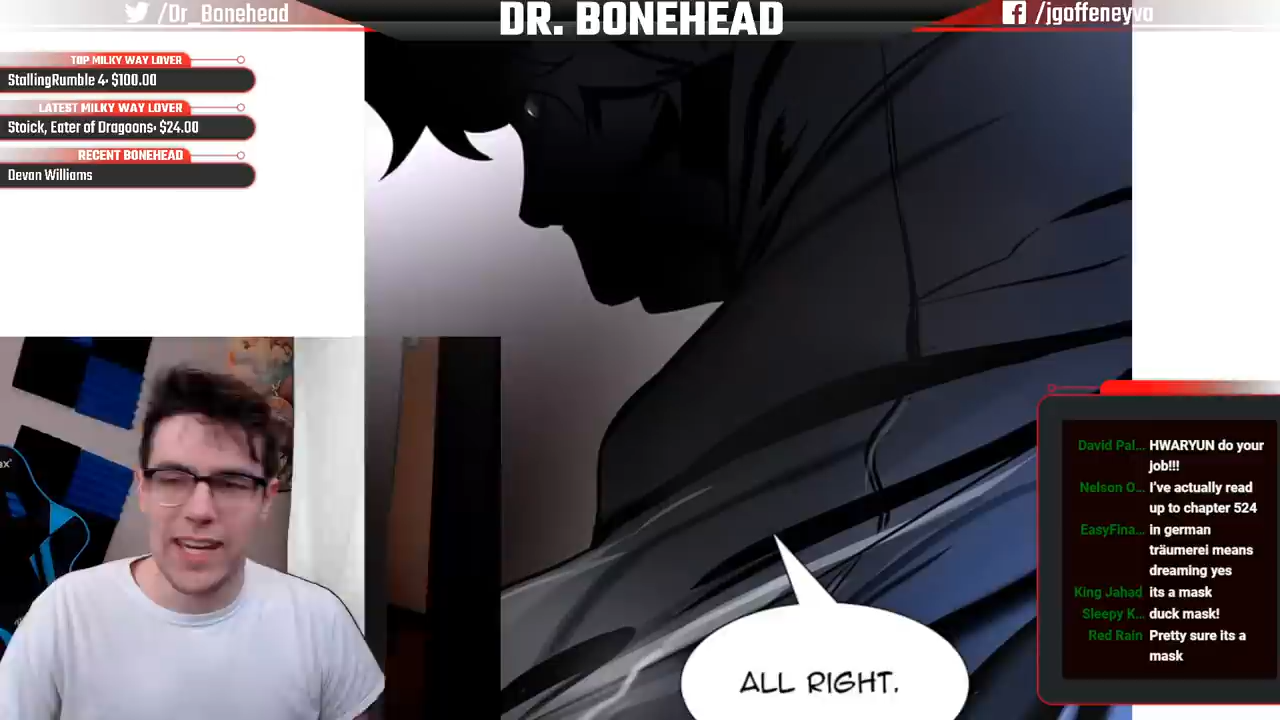 /Dr_Bonehead
DR. BONEHEAD
/jgoffeneyva
TOP MILKY WAY LOVER
StallingRumble 4• $100.00
LATEST MILKY WAY LOVER
Stoick, Eater of Dragoons• $24.00
RECENT BONEHEAD
Devon Williams
David Pal... HWARYUN do your
job!!!
Nelson O... I've actually read
up to chapter 524
EasyFina... in german
träumerei means
dreaming yes
King Jahad its a mask
Sleepy K... duck mask!
Red Rain Pretty sure its a
mask
ALL RIGHT.